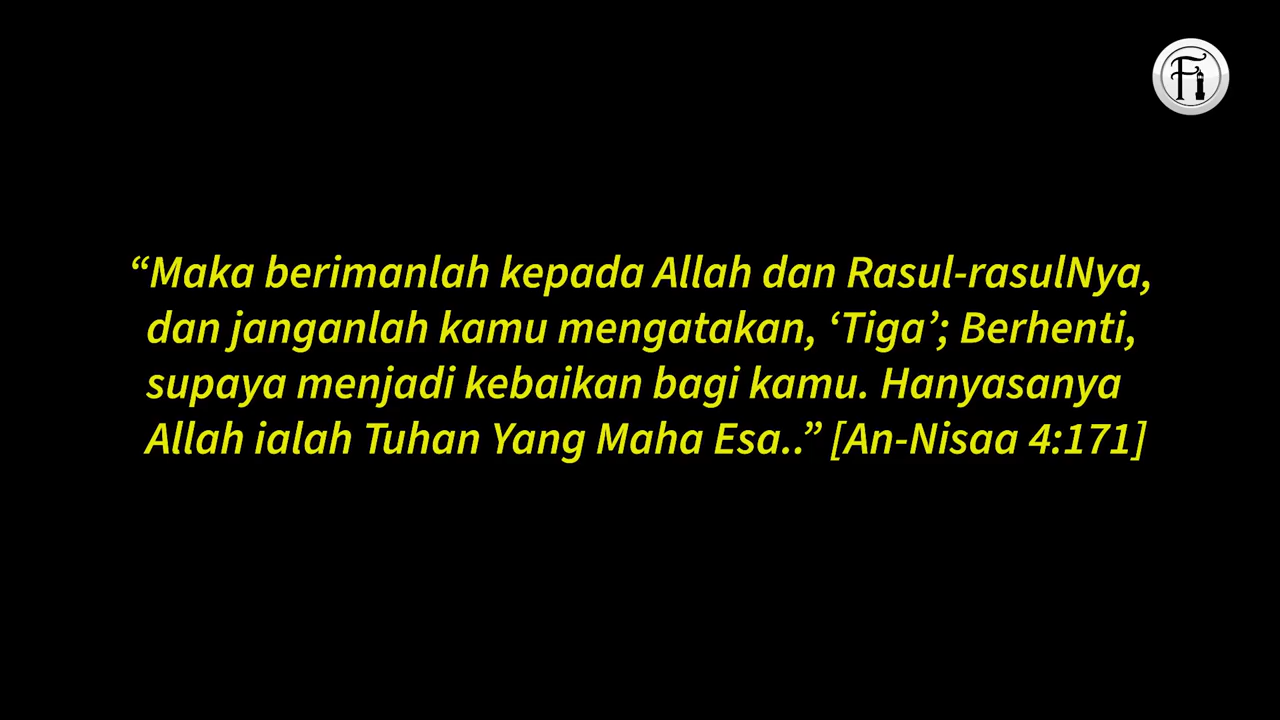 Fi
“Maka berimanlah kepada Allah dan Rasul-rasulNya,
dan janganlah kamu mengatakan, ‘Tiga’; Berhenti,
supaya menjadi kebaikan bagi kamu. Hanyasanya
Allah ialah Tuhan Yang Maha Esa..” [An-Nisaa 4:171]